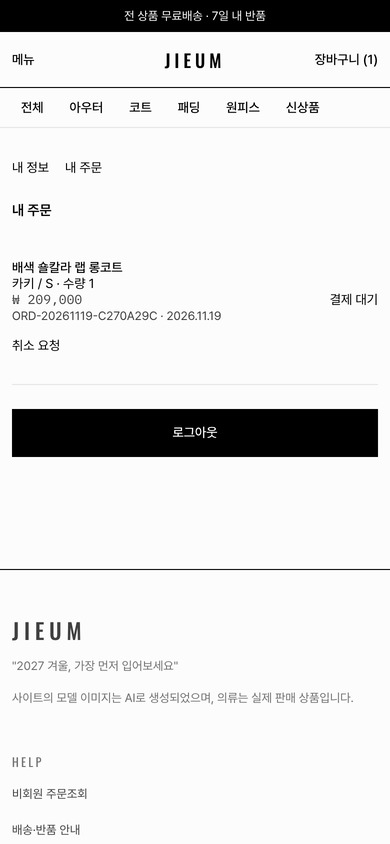 전 상품 무료배송 · 7일 내 반품
메뉴
JIEUM
장바구니 (1)
전체 아우터 코트 패딩 원피스 신상품
내 정보 내 주문
내 주문
배색 숄칼라 랩 롱코트
카키 / S · 수량 1
₩ 209,000
결제 대기
ORD-20261119-C270A29C · 2026.11.19
취소 요청
로그아웃
JIEUM
"2027 겨울, 가장 먼저 입어보세요"
사이트의 모델 이미지는 AI로 생성되었으며, 의류는 실제 판매 상품입니다.
HELP
비회원 주문조회
배송·반품 안내